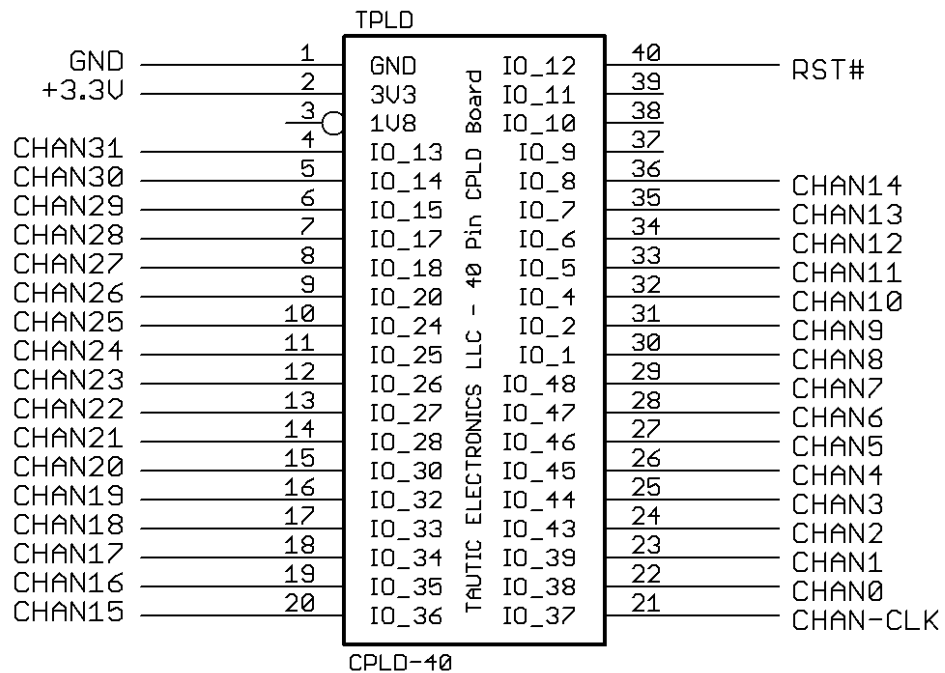 TPLD
GND 1 GND IO_12 40 RST#
+3.3V 2 3V3 IO_11 39
3 1V8 IO_10 38
CHAN31 4 IO_13 IO_9 37
CHAN30 5 IO_14 IO_8 36 CHAN14
CHAN29 6 IO_15 IO_7 35 CHAN13
CHAN28 7 IO_17 IO_6 34 CHAN12
CHAN27 8 IO_18 IO_5 33 CHAN11
CHAN26 9 IO_20 IO_4 32 CHAN10
CHAN25 10 IO_24 IO_2 31 CHAN9
CHAN24 11 IO_25 IO_1 30 CHAN8
CHAN23 12 IO_26 IO_48 29 CHAN7
CHAN22 13 IO_27 IO_47 28 CHAN6
CHAN21 14 IO_28 IO_46 27 CHAN5
CHAN20 15 IO_30 IO_45 26 CHAN4
CHAN19 16 IO_32 IO_44 25 CHAN3
CHAN18 17 IO_33 IO_43 24 CHAN2
CHAN17 18 IO_34 IO_39 23 CHAN1
CHAN16 19 IO_35 IO_38 22 CHAN0
CHAN15 20 IO_36 IO_37 21 CHAN-CLK
TAUTIC ELECTRONICS LLC - 40 Pin CPLD Board
CPLD-40